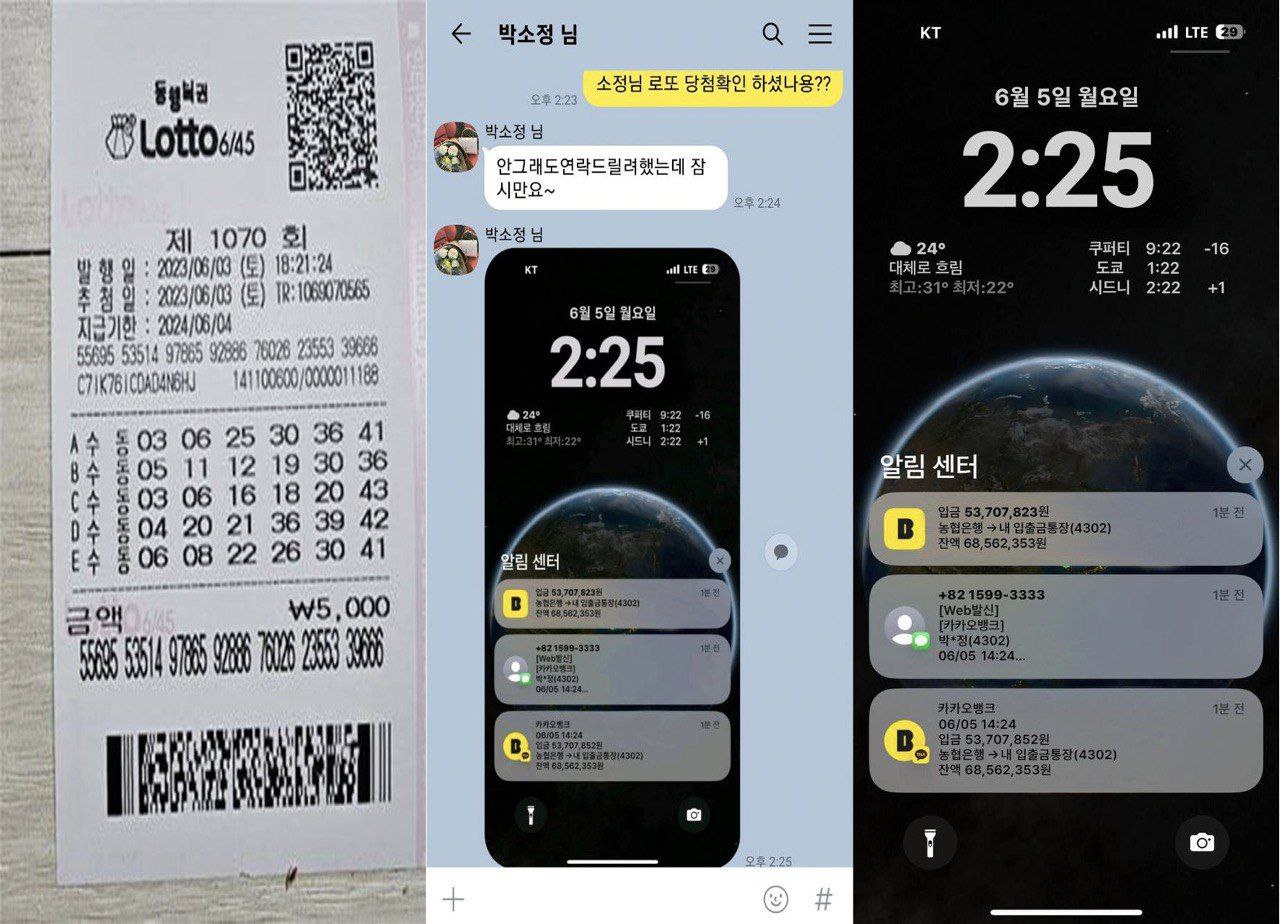 동행복권
Lotto 6/45
제 1070 회
발 행 일 : 2023/06/03 (토) 18:21:24
추 첨 일 : 2023/06/03 (토) TR:1069070565
지급기한 : 2024/06/04
55695 53514 97865 92886 76026 23553 39666
C7IK76ICDAD4N6HJ 141100600/0000011188
A 수 동 03 06 25 30 36 41
B 수 동 05 11 12 19 30 36
C 수 동 03 06 16 18 20 43
D 수 동 04 20 21 36 39 42
E 수 동 06 08 22 26 30 41
금액 ₩5,000
55695 53514 97865 92886 76026 23553 39666
박소정 님
소정님 로또 당첨확인 하셨나용??
오후 2:23
박소정 님
안그래도연락드릴려했는데 잠
시만요~
오후 2:24
박소정 님
KT LTE 29
6월 5일 월요일
2:25
24° 쿠퍼티 9:22 -16
대체로 흐림 도쿄 1:22
최고:31° 최저:22° 시드니 2:22 +1
알림 센터
입금 53,707,823원 1분 전
농협은행 → 내 입출금통장(4302)
잔액 68,562,353원
+82 1599-3333 1분 전
[Web발신]
[카카오뱅크]
박*정(4302)
06/05 14:24...
카카오뱅크 1분 전
06/05 14:24
입금 53,707,852원
농협은행 → 내 입출금통장(4302)
잔액 68,562,353원
오후 2:25
KT LTE 29
6월 5일 월요일
2:25
24° 쿠퍼티 9:22 -16
대체로 흐림 도쿄 1:22
최고:31° 최저:22° 시드니 2:22 +1
알림 센터
입금 53,707,823원 1분 전
농협은행 → 내 입출금통장(4302)
잔액 68,562,353원
+82 1599-3333 1분 전
[Web발신]
[카카오뱅크]
박*정(4302)
06/05 14:24...
카카오뱅크 1분 전
06/05 14:24
입금 53,707,852원
농협은행 → 내 입출금통장(4302)
잔액 68,562,353원